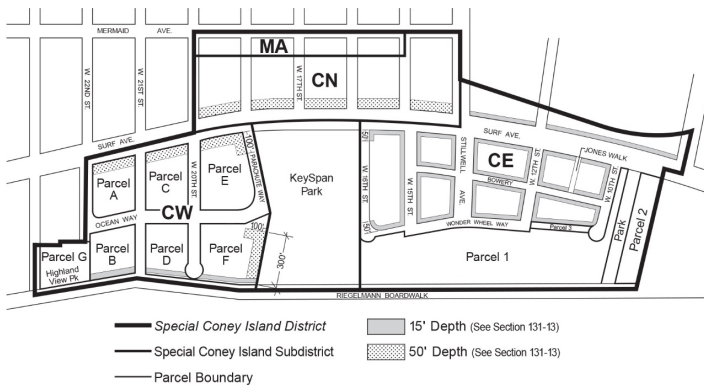 MERMAID AVE.
MA
CN
W 22ND ST.
W 21ST ST.
W 17TH ST.
SURF AVE.
SURF AVE.
JONES WALK
100'
PARACHUTE WAY
50'
W 16TH ST.
W 15TH ST.
STILLWELL AVE
CE
W 12TH ST.
W 10TH ST.
BOWERY
Parcel A
Parcel C
W 20TH ST.
Parcel E
KeySpan Park
CW
OCEAN WAY
WONDER WHEEL WAY
Parcel 3
Park
Parcel 2
100'
300'
Parcel G
Highland View Pk
Parcel B
Parcel D
Parcel F
Parcel 1
RIEGELMANN BOARDWALK
Special Coney Island District
15' Depth (See Section 131-13)
Special Coney Island Subdistrict
50' Depth (See Section 131-13)
Parcel Boundary